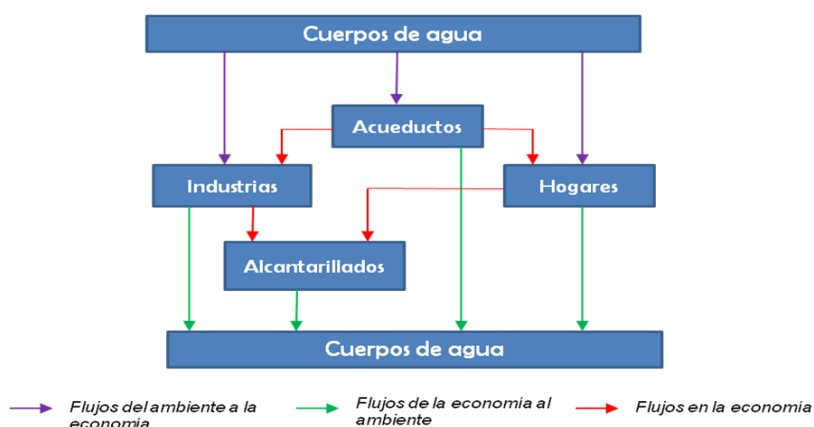 Cuerpos de agua
Acueductos
Industrias
Hogares
Alcantarillados
Cuerpos de agua
Flujos del ambiente a la
economía
Flujos de la economia al
ambiente
Flujos en la economía